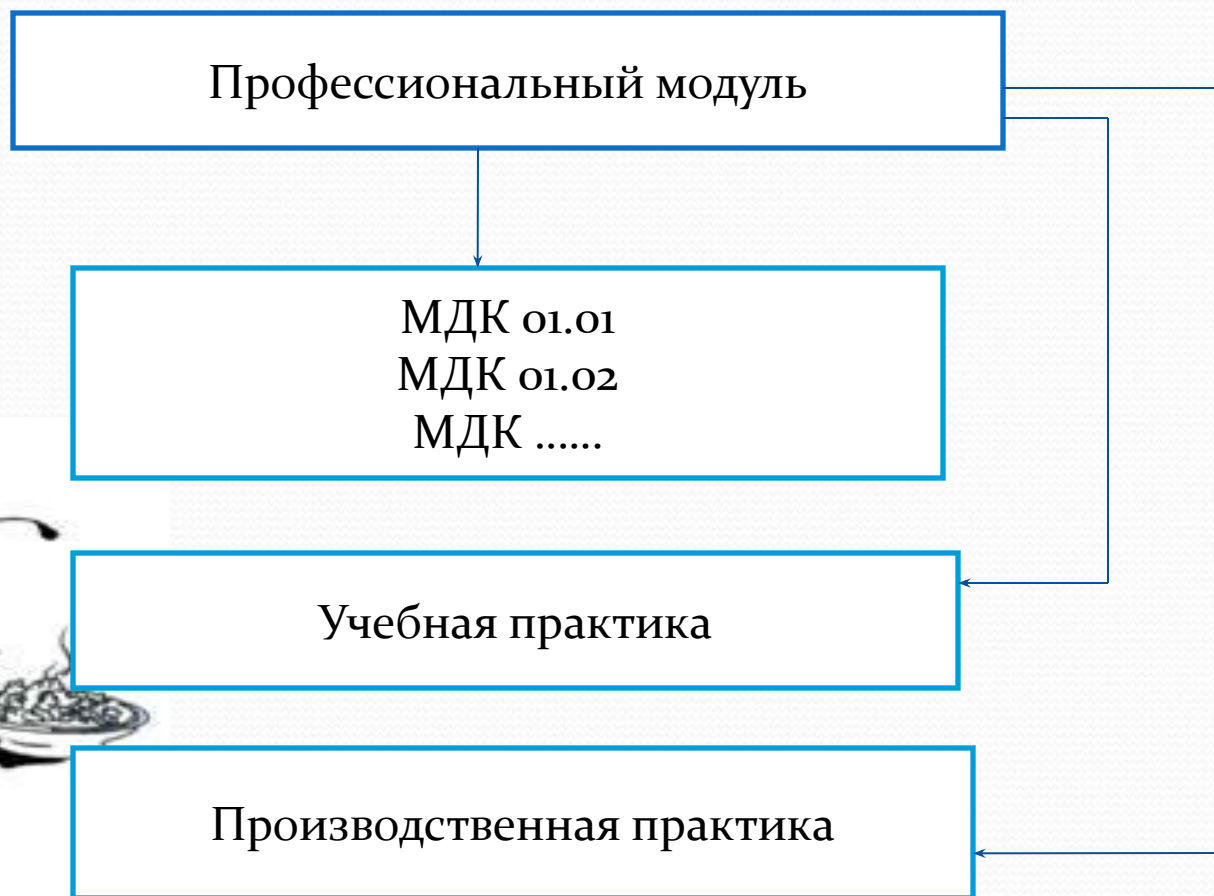 Профессиональный модуль
МДК 01.01
МДК 01.02
МДК ......
Учебная практика
Производственная практика